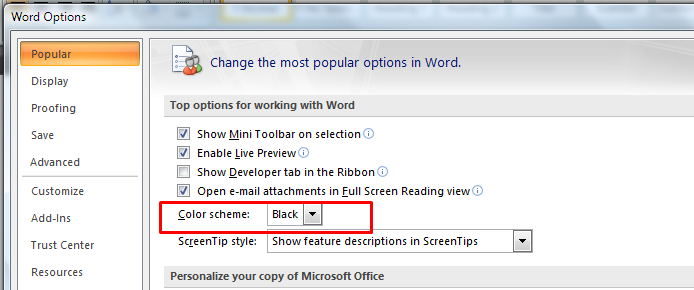 Word Options
Popular
Display
Proofing
Save
Advanced
Customize
Add-Ins
Trust Center
Resources
Change the most popular options in Word.
Top options for working with Word
Show Mini Toolbar on selection
Enable Live Preview
Show Developer tab in the Ribbon
Open e-mail attachments in Full Screen Reading view
Color scheme: Black
ScreenTip style: Show feature descriptions in ScreenTips
Personalize your copy of Microsoft Office